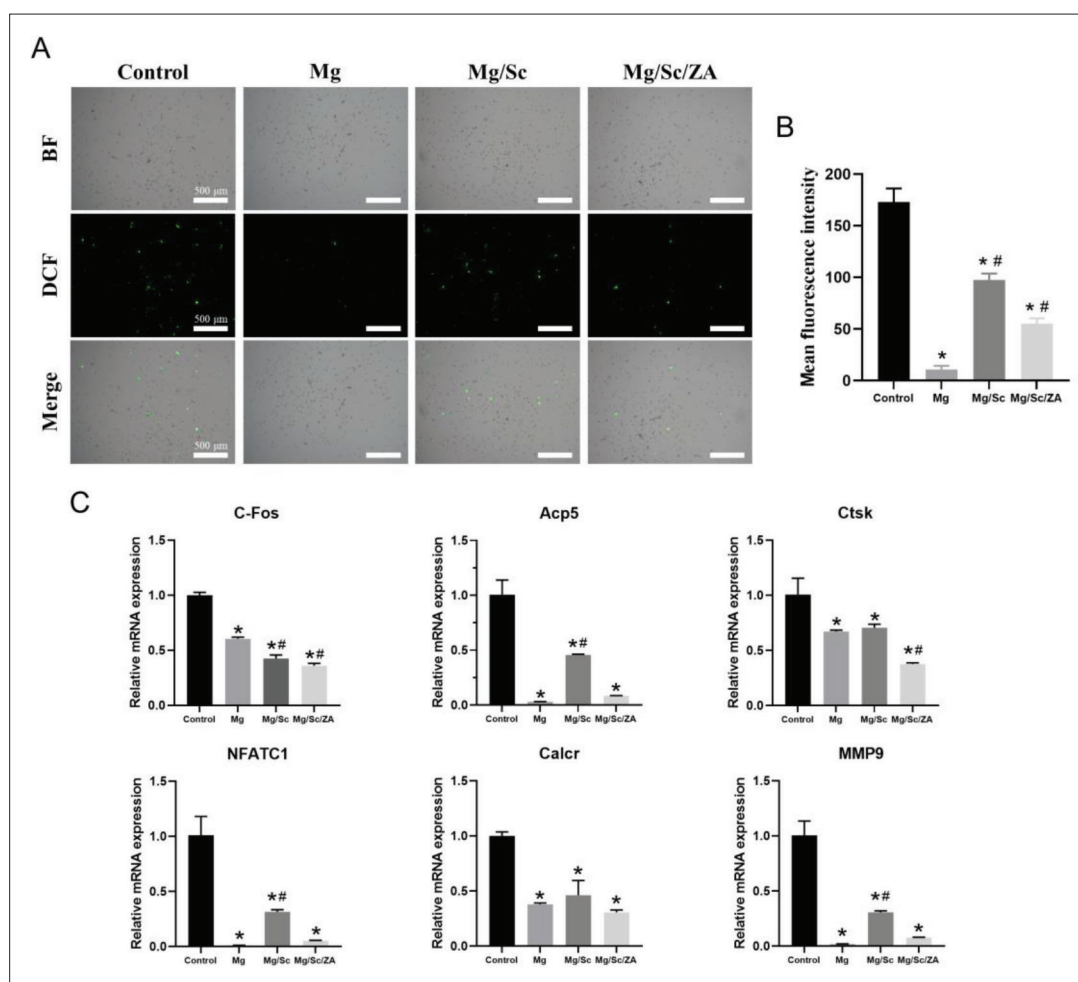 A
Control Mg Mg/Sc Mg/Sc/ZA
BF
500 μm
DCF
500 μm
Merge
500 μm
B
Mean fluorescence intensity
200
150
100
50
0
* * # * #
Control Mg Mg/Sc Mg/Sc/ZA
C
C-Fos
Relative mRNA expression
1.5
1.0
0.5
0.0
* *# *#
Control Mg Mg/Sc Mg/Sc/ZA
Acp5
Relative mRNA expression
1.5
1.0
0.5
0.0
* *# *
Control Mg Mg/Sc Mg/Sc/ZA
Ctsk
Relative mRNA expression
1.5
1.0
0.5
0.0
* * *#
Control Mg Mg/Sc Mg/Sc/ZA
NFATC1
Relative mRNA expression
1.5
1.0
0.5
0.0
* *# *
Control Mg Mg/Sc Mg/Sc/ZA
Calcr
Relative mRNA expression
1.5
1.0
0.5
0.0
* * *
Control Mg Mg/Sc Mg/Sc/ZA
MMP9
Relative mRNA expression
1.5
1.0
0.5
0.0
* *# *
Control Mg Mg/Sc Mg/Sc/ZA